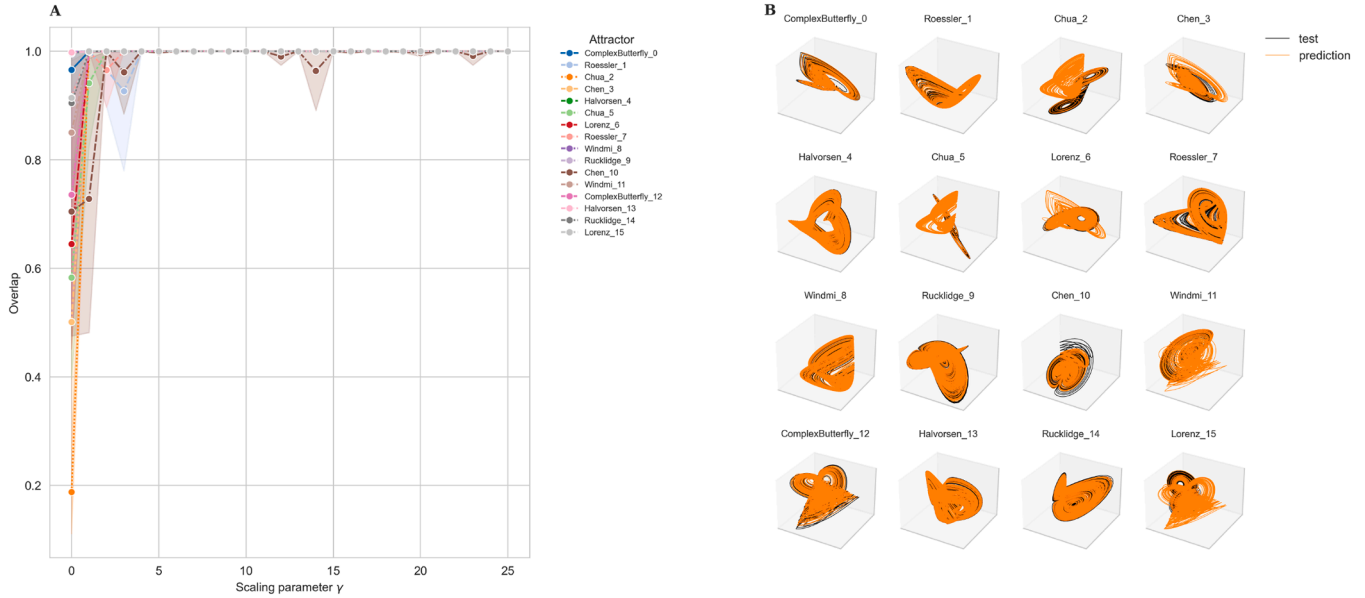 A
1.0
0.8
0.6
0.4
0.2
Overlap
0
5
10
15
20
25
Scaling parameter γ
Attractor
ComplexButterfly_0
Roessler_1
Chua_2
Chen_3
Halvorsen_4
Chua_5
Lorenz_6
Roessler_7
Windmi_8
Rucklidge_9
Chen_10
Windmi_11
ComplexButterfly_12
Halvorsen_13
Rucklidge_14
Lorenz_15
B
ComplexButterfly_0 Roessler_1 Chua_2 Chen_3
Halvorsen_4 Chua_5 Lorenz_6 Roessler_7
Windmi_8 Rucklidge_9 Chen_10 Windmi_11
ComplexButterfly_12 Halvorsen_13 Rucklidge_14 Lorenz_15
test
prediction